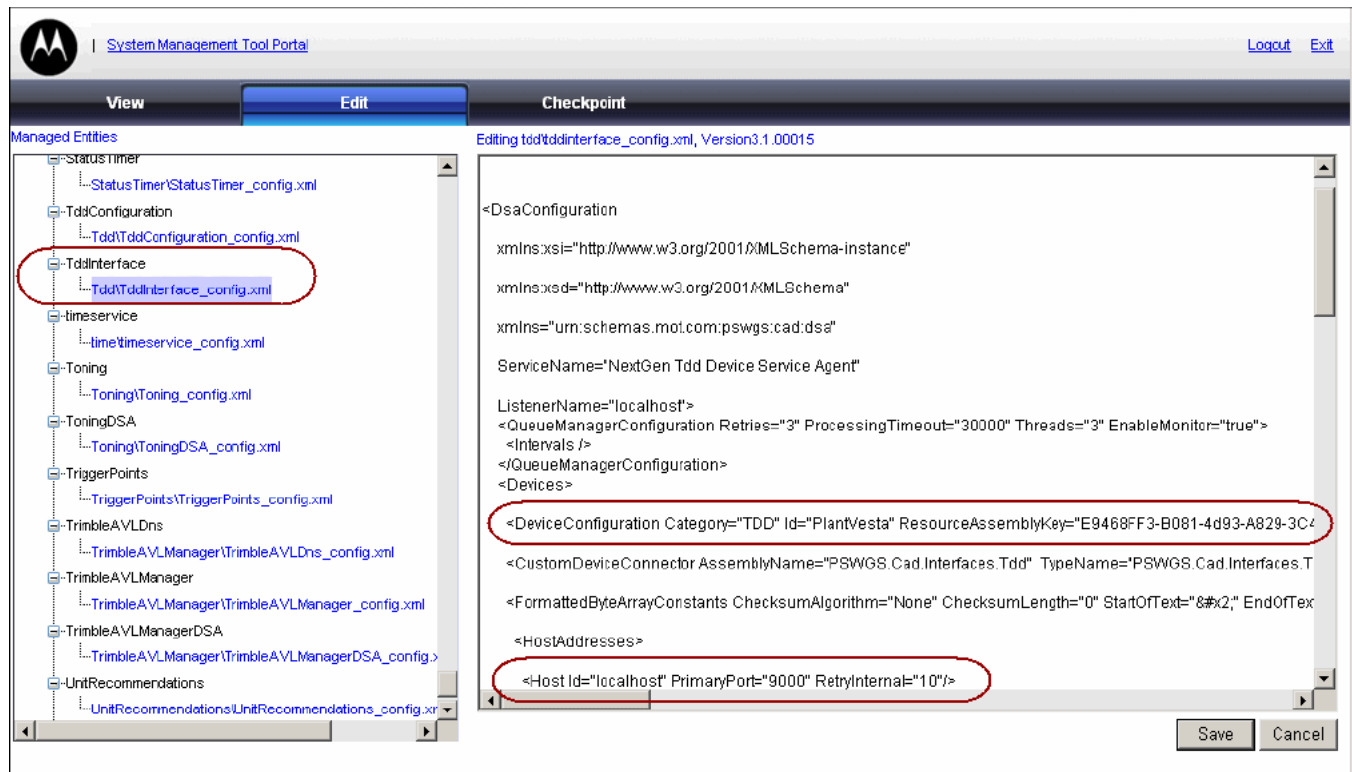 | System Management Tool Portal
Logout Exit
View Edit Checkpoint
Managed Entities
StatusTimer
StatusTimer\StatusTimer_config.xml
TddConfiguration
Tdd\TddConfiguration_config.xml
TddInterface
Tdd\TddInterface_config.xml
timeservice
time\timeservice_config.xml
Toning
Toning\Toning_config.xml
ToningDSA
Toning\ToningDSA_config.xml
TriggerPoints
TriggerPoints\TriggerPoints_config.xml
TrimbleAVLDns
TrimbleAVLManager\TrimbleAVLDns_config.xml
TrimbleAVLManager
TrimbleAVLManager\TrimbleAVLManager_config.xml
TrimbleAVLManagerDSA
TrimbleAVLManager\TrimbleAVLManagerDSA_config.x
UnitRecommendations
UnitRecommendations\UnitRecommendations_config.xr
Editing tdd\tddinterface_config.xml, Version3.1.00015
<DsaConfiguration
xmlns:xsi="http://www.w3.org/2001/XMLSchema-instance"
xmlns:xsd="http://www.w3.org/2001/XMLSchema"
xmlns="urn:schemas.mot.com:pswgs:cad:dsa"
ServiceName="NextGen Tdd Device Service Agent"
ListenerName="localhost">
<QueueManagerConfiguration Retries="3" ProcessingTimeout="30000" Threads="3" EnableMonitor="true">
<Intervals />
</QueueManagerConfiguration>
<Devices>
<DeviceConfiguration Category="TDD" Id="PlantVesta" ResourceAssemblyKey="E9468FF3-B081-4d93-A829-3C4
<CustomDeviceConnector AssemblyName="PSWGS.Cad.Interfaces.Tdd" TypeName="PSWGS.Cad.Interfaces.T
<FormattedByteArrayConstants ChecksumAlgorithm="None" ChecksumLength="0" StartOfText="&#x2;" EndOfTex
<HostAddresses>
<Host Id="localhost" PrimaryPort="9000" RetryInternal="10"/>
Save Cancel